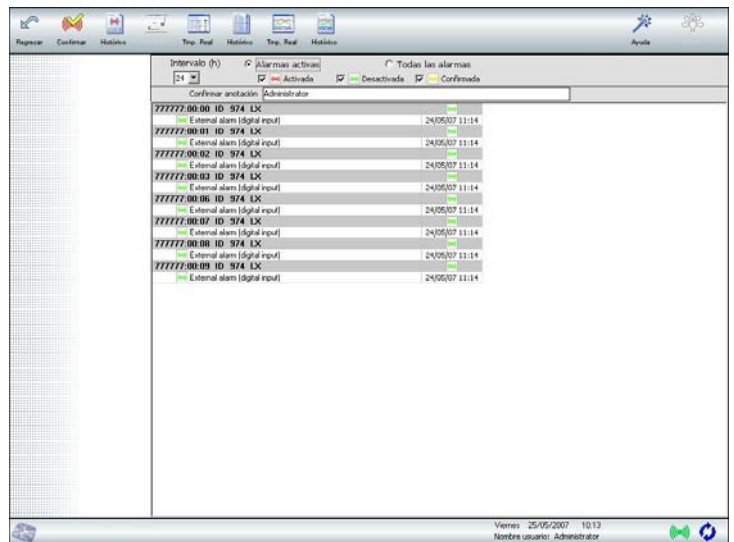 Regresar Confirmar Histórico Tmp. Real Histórico Tmp. Real Histórico Ayuda
Intervalo (h) Alarmas activas Todas las alarmas
24 Activada Desactivada Confirmada
Confirmar anotación Administrator
777777:00:00 ID 974 LX
External alarm (digital input) 24/05/07 11:14
777777:00:01 ID 974 LX
External alarm (digital input) 24/05/07 11:14
777777:00:02 ID 974 LX
External alarm (digital input) 24/05/07 11:14
777777:00:03 ID 974 LX
External alarm (digital input) 24/05/07 11:14
777777:00:06 ID 974 LX
External alarm (digital input) 24/05/07 11:14
777777:00:07 ID 974 LX
External alarm (digital input) 24/05/07 11:14
777777:00:08 ID 974 LX
External alarm (digital input) 24/05/07 11:14
777777:00:09 ID 974 LX
External alarm (digital input) 24/05/07 11:14
Viernes 25/05/2007 10:13
Nombre usuario: Administrator